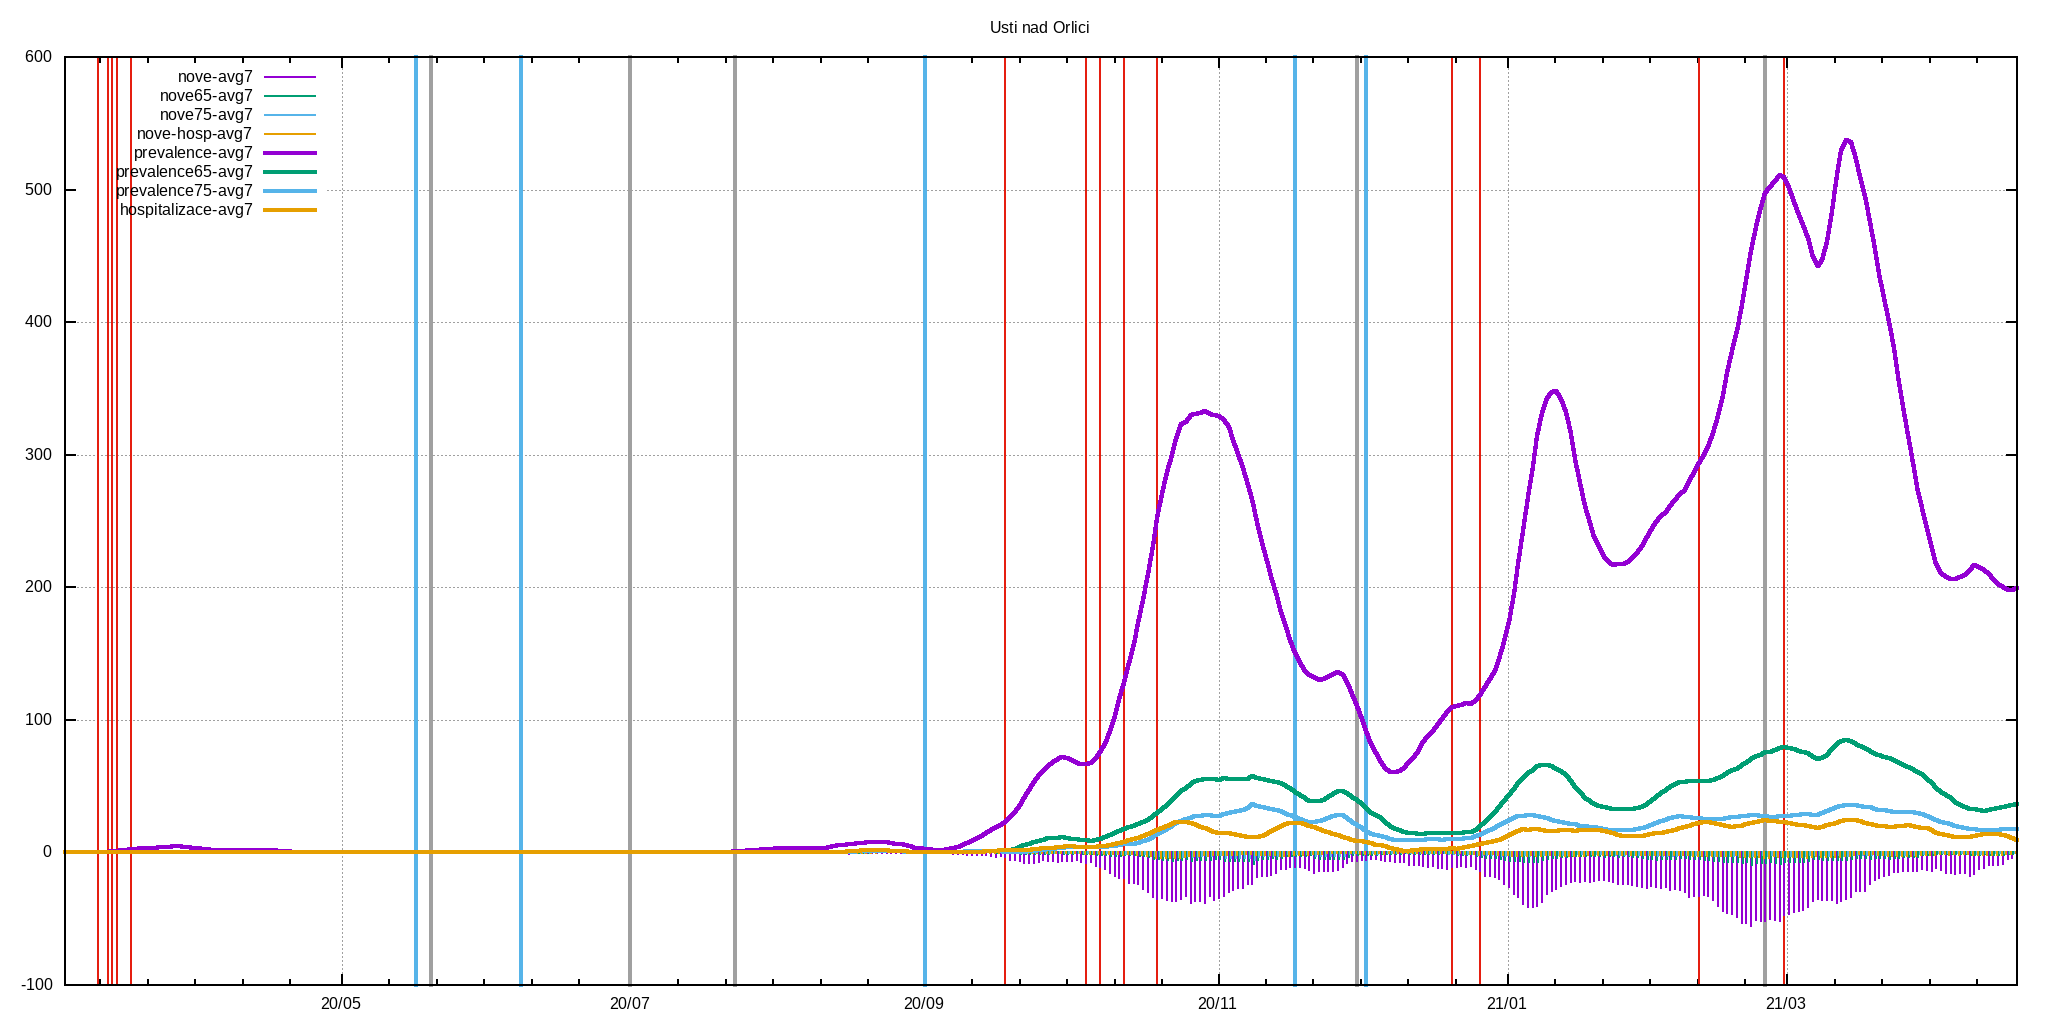 Usti nad Orlici
600
500
400
300
200
100
0
-100
nove-avg7
nove65-avg7
nove75-avg7
nove-hosp-avg7
prevalence-avg7
prevalence65-avg7
prevalence75-avg7
hospitalizace-avg7
20/05 20/07 20/09 20/11 21/01 21/03